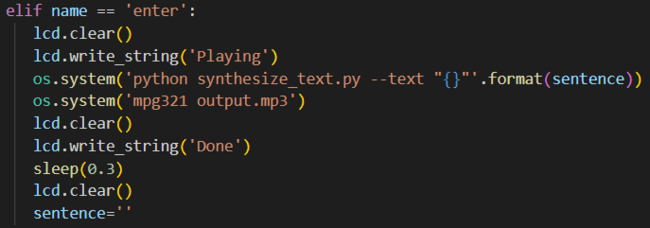 elif name == 'enter':
    lcd.clear()
    lcd.write_string('Playing')
    os.system('python synthesize_text.py --text "{}"'.format(sentence))
    os.system('mpg321 output.mp3')
    lcd.clear()
    lcd.write_string('Done')
    sleep(0.3)
    lcd.clear()
    sentence=''